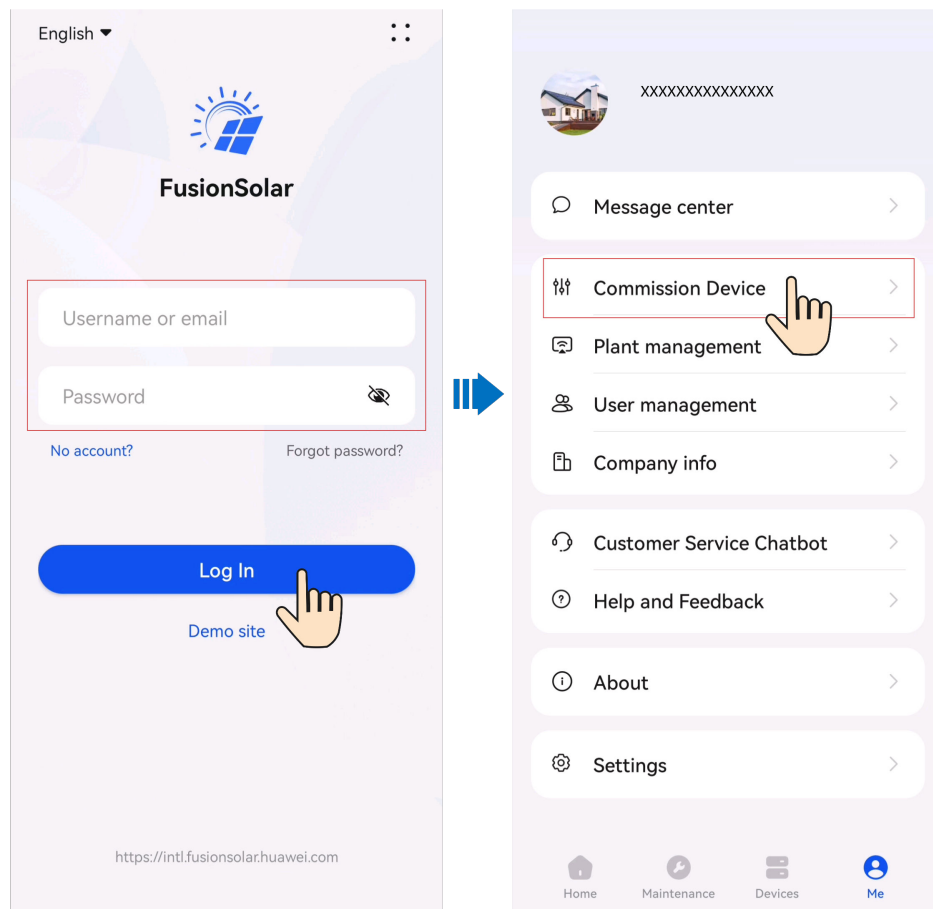 English
FusionSolar
Username or email
Password
No account? Forgot password?
Log In
Demo site
https://intl.fusionsolar.huawei.com
XXXXXXXXXXXXXXX
Message center
Commission Device
Plant management
User management
Company info
Customer Service Chatbot
Help and Feedback
About
Settings
Home Maintenance Devices Me